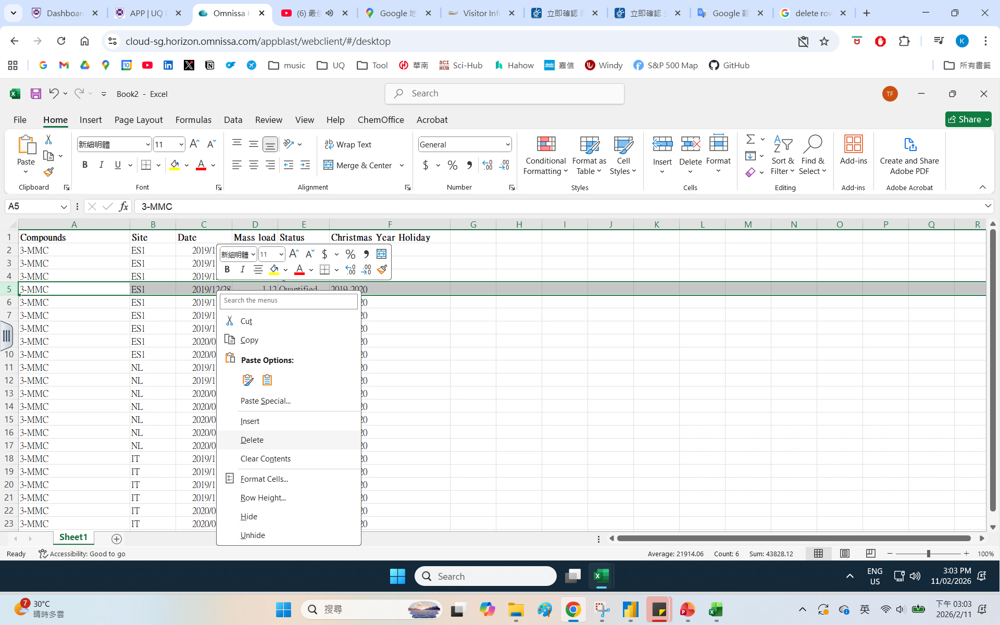 Dashboar
APP | UQ
Omnissa
(6) 最佳
Google 地
Visitor Inf
立即確認
立即確認
Google 翻
delete row
cloud-sg.horizon.omnissa.com/appblast/webclient/#/desktop
K
music
UQ
Tool
華南
SCI HUB
Sci-Hub
Hahow
嘉信
Windy
S&P 500 Map
GitHub
所有書籤
Book2 - Excel
Search
TF
File
Home
Insert
Page Layout
Formulas
Data
Review
View
Help
ChemOffice
Acrobat
Share
Paste
新細明體
11
Wrap Text
Merge & Center
General
Conditional Formatting
Format as Table
Cell Styles
Insert
Delete
Format
Sort & Filter
Find & Select
Add-ins
Create and Share Adobe PDF
Clipboard
Font
Alignment
Number
Styles
Cells
Editing
Add-ins
Adobe Acrobat
A5
fx
3-MMC
A B C D E F G H I J K L M N O P Q R
1 Compounds Site Date Mass load Status Christmas Year Holiday
2 3-MMC ES1 2019/1
3 3-MMC ES1 2019/1
4 3-MMC ES1 2019/1
5 3-MMC ES1 2019/12/28 1.12 Quantified 2019-2020
6 3-MMC ES1 2019/1 20
7 3-MMC ES1 2019/1 20
3-MMC ES1 2019/1 20
3-MMC ES1 2020/0 20
10 3-MMC ES1 2020/0 20
11 3-MMC NL 2019/1 20
12 3-MMC NL 2019/1 20
13 3-MMC NL 2020/0 20
14 3-MMC NL 2020/0 20
15 3-MMC NL 2020/0 20
16 3-MMC NL 2020/0 20
17 3-MMC NL 2020/0 20
18 3-MMC IT 2019/1 20
19 3-MMC IT 2019/1 20
20 3-MMC IT 2019/1 20
21 3-MMC IT 2019/1 20
22 3-MMC IT 2020/0 20
23 3-MMC IT 2020/0 20
新細明體
11
Search the menus
Cut
Copy
Paste Options:
Paste Special...
Insert
Delete
Clear Contents
Format Cells...
Row Height...
Hide
Unhide
Sheet1
Ready
Accessibility: Good to go
Average: 21914.06
Count: 6
Sum: 43828.12
100%
Search
ENG
US
3:03 PM
11/02/2026
7
30°C
晴時多雲
搜尋
英
下午 03:03
2026/2/11